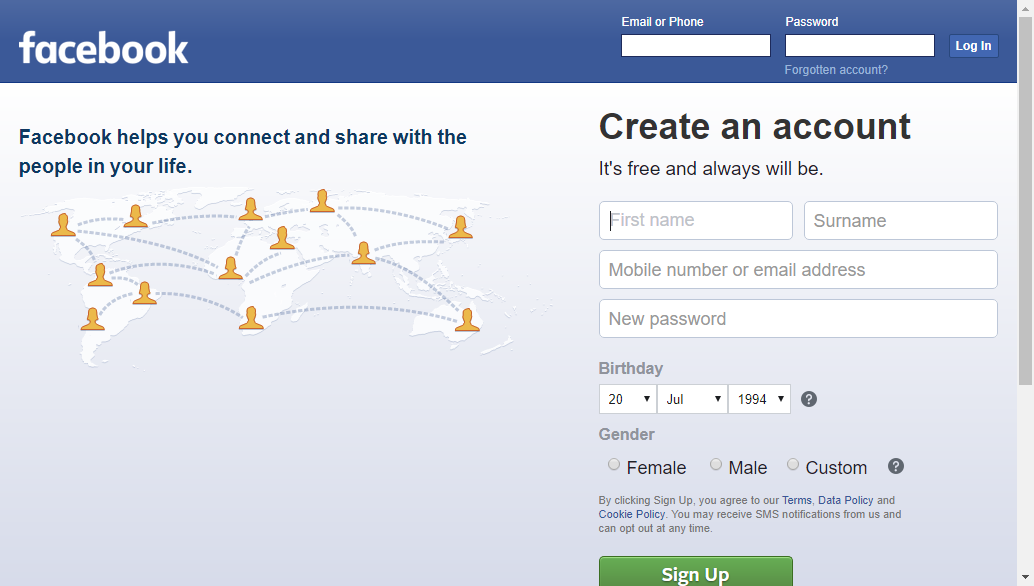 facebook
Email or Phone
Password
Log In
Forgotten account?
Facebook helps you connect and share with the
people in your life.
Create an account
It's free and always will be.
First name
Surname
Mobile number or email address
New password
Birthday
20
Jul
1994
?
Gender
Female
Male
Custom
?
By clicking Sign Up, you agree to our Terms, Data Policy and
Cookie Policy. You may receive SMS notifications from us and
can opt out at any time.
Sign Up